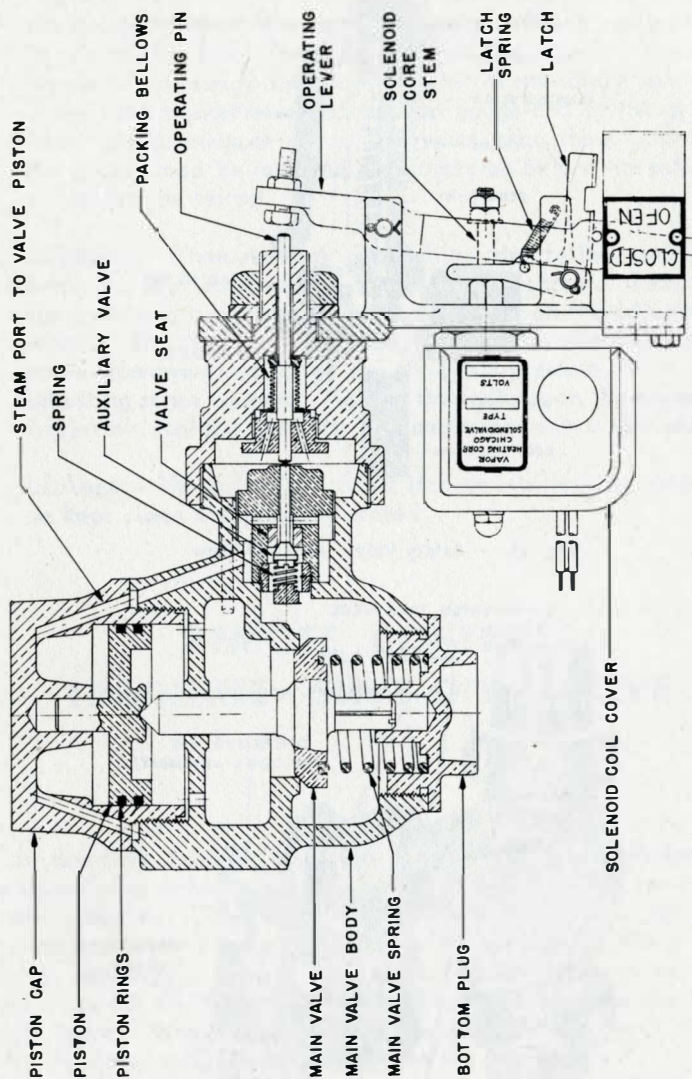 STEAM PORT TO VALVE PISTON
SPRING
AUXILIARY VALVE
VALVE SEAT
PACKING BELLOWS
OPERATING PIN
OPERATING
LEVER
SOLENOID
CORE
STEM
LATCH
SPRING
LATCH
PISTON CAP
PISTON
PISTON RINGS
MAIN VALVE
MAIN VALVE BODY
MAIN VALVE SPRING
BOTTOM PLUG
SOLENOID COIL COVER
VAPOR
HEATING CORP
CHICAGO
SOLENOID VALVE
TYPE
VOLTS
OPEN
CLOSED